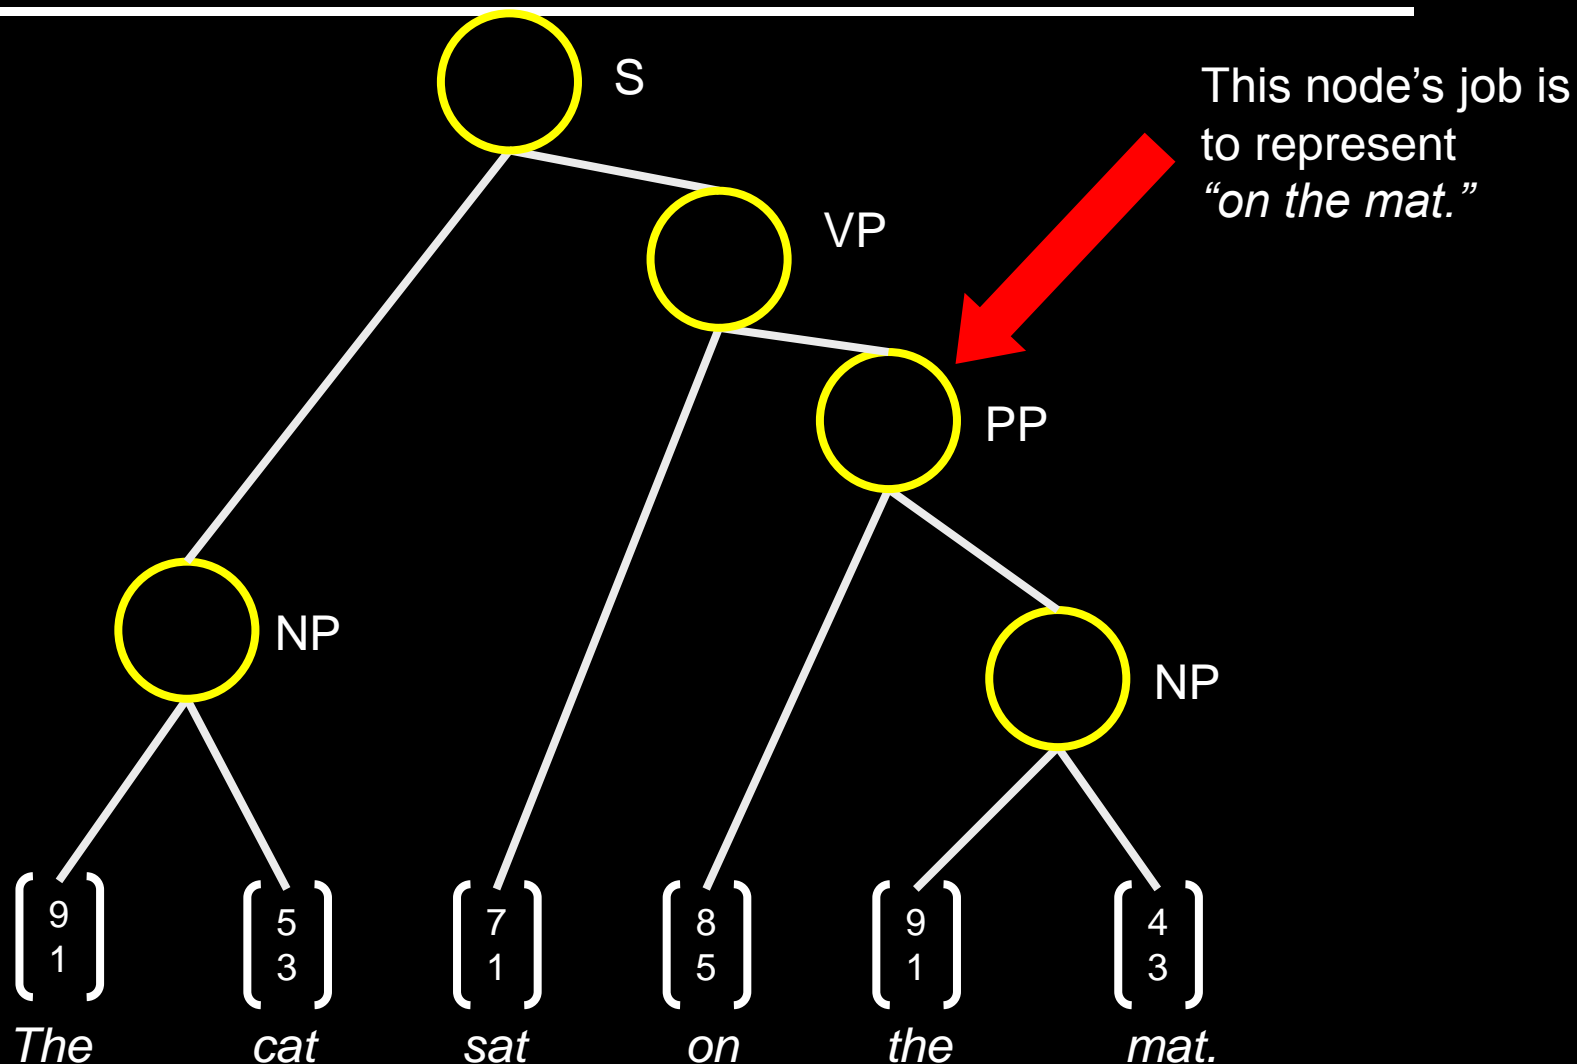 S
This node’s job is
to represent
“on the mat.”
VP
PP
NP
NP
9 5 7 8 9 4
1 3 1 5 1 3
The cat sat on the mat.